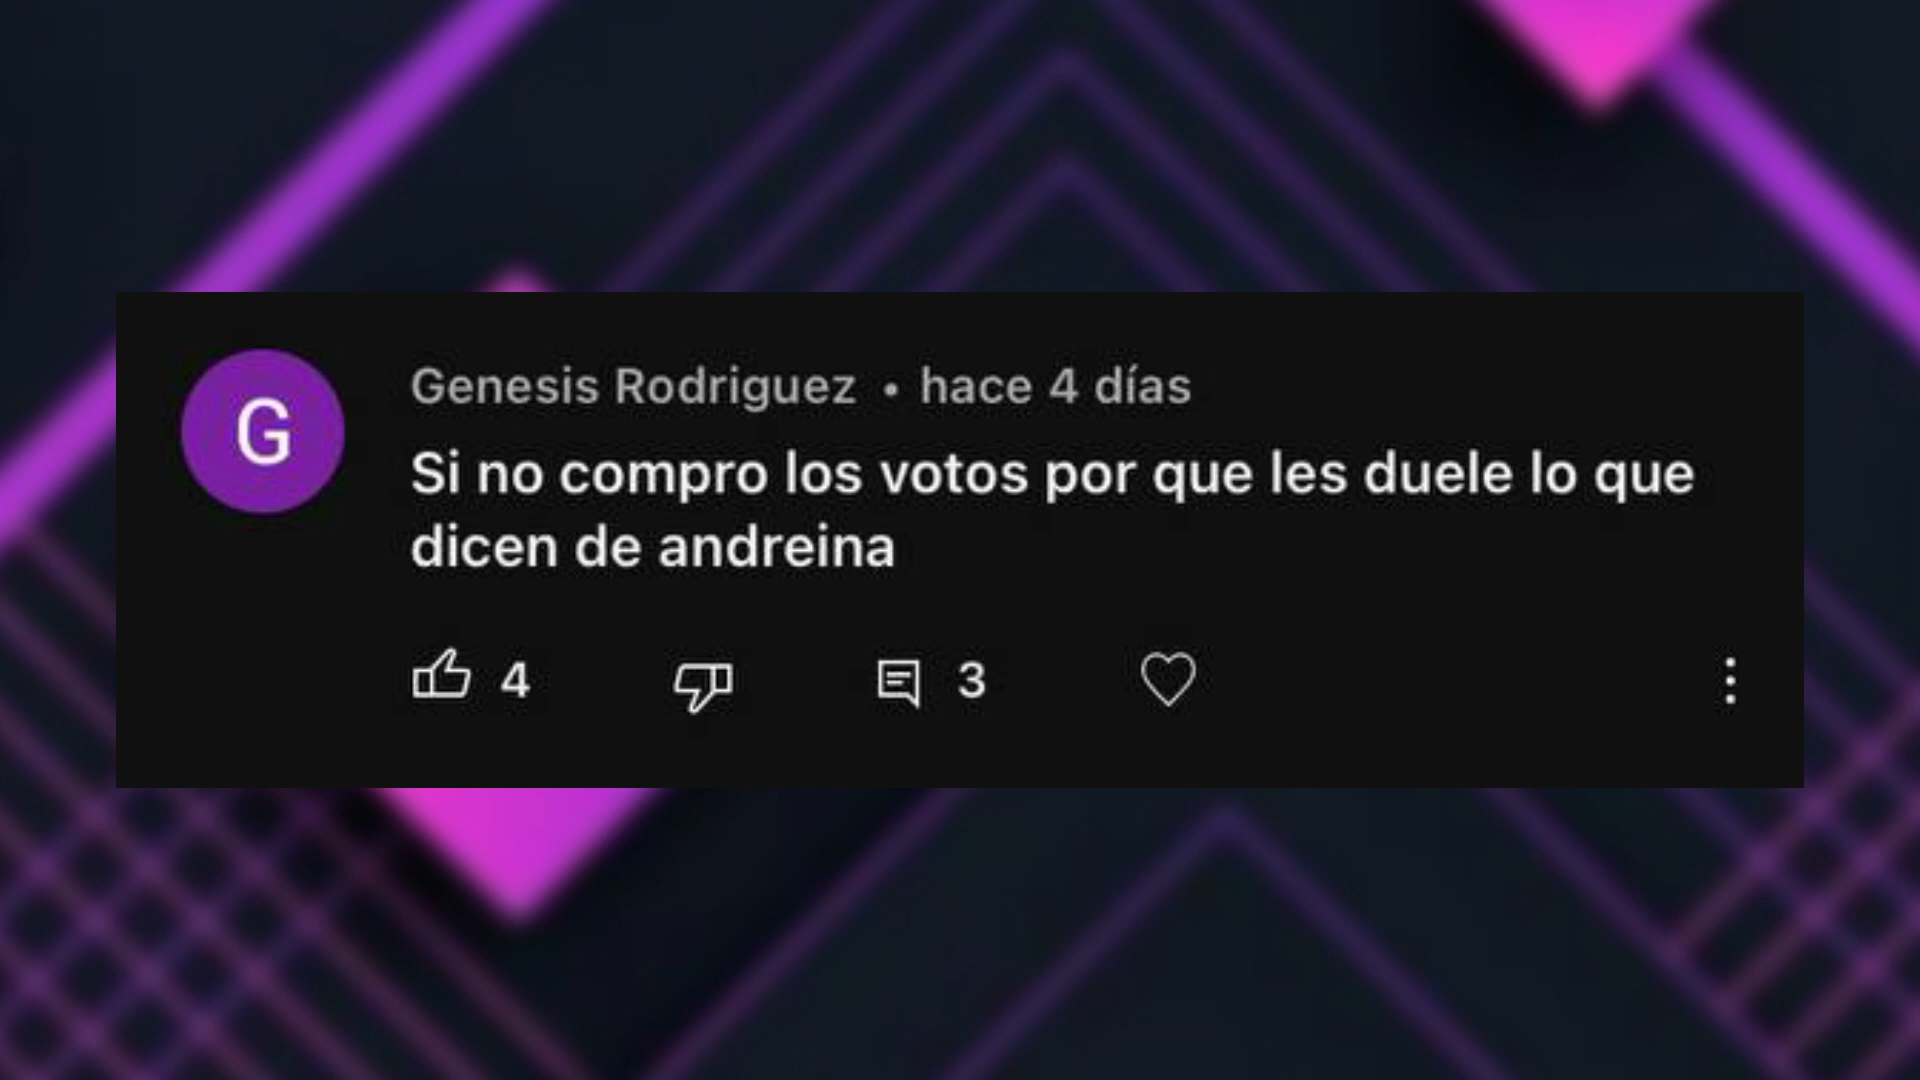 G
Genesis Rodriguez • hace 4 días
Si no compro los votos por que les duele lo que
dicen de andreina
4 3